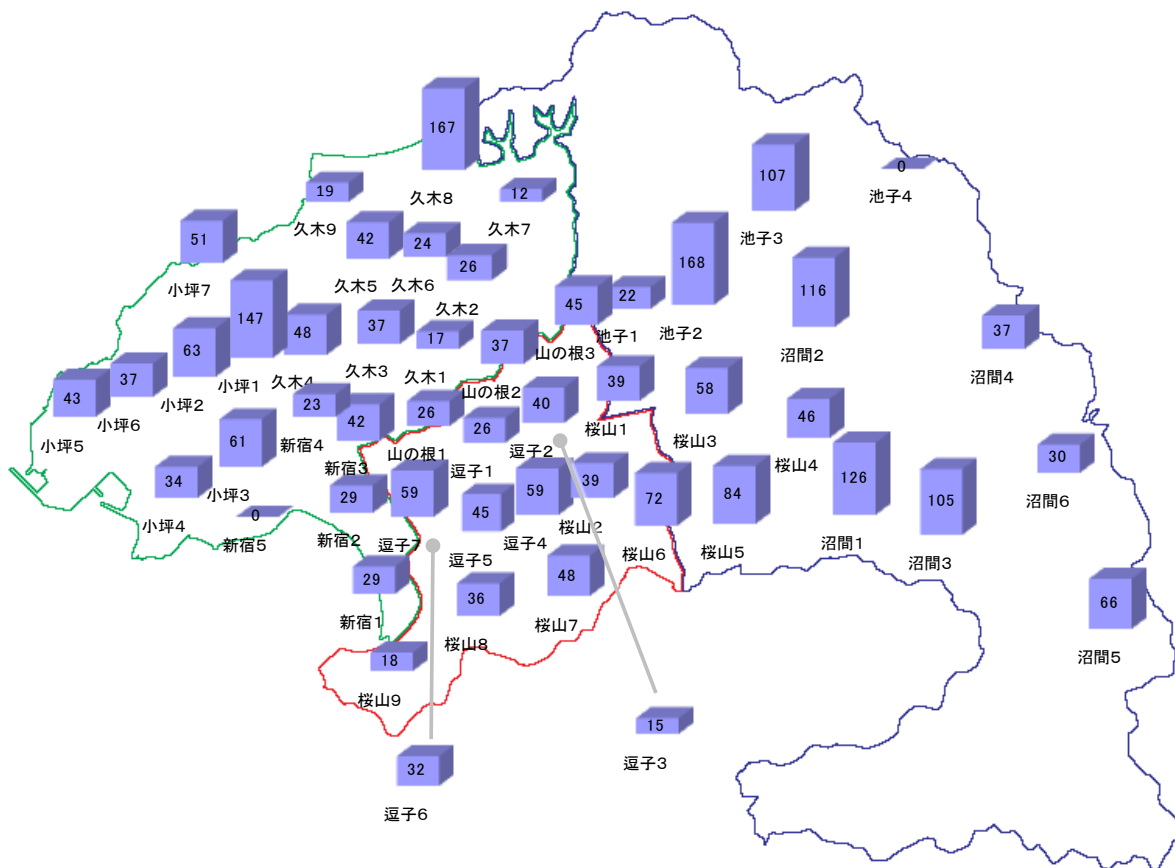 167
107
0
19
12
久木8
池子4
42
24
久木7
久木9
51
26
168
池子3
116
小坪7
久木5
久木6
45
22
147
48
37
久木2
17
37
山の根3
池子1
池子2
沼間2
37
63
小坪1
沼間4
37
小坪2
久木4
久木3
久木1
山の根2
39
58
43
小坪6
23
42
26
40
46
小坪5
61
新宿4
26
逗子2
桜山1
桜山3
34
小坪3
新宿3
山の根1
逗子1
桜山4
30
小坪4
0
29
59
59
39
72
84
126
105
沼間6
新宿5
新宿2
逗子7
45
逗子4
桜山2
桜山6
桜山5
沼間1
沼間3
逗子5
29
36
48
66
新宿1
桜山8
桜山7
沼間5
18
桜山9
15
逗子3
32
逗子6